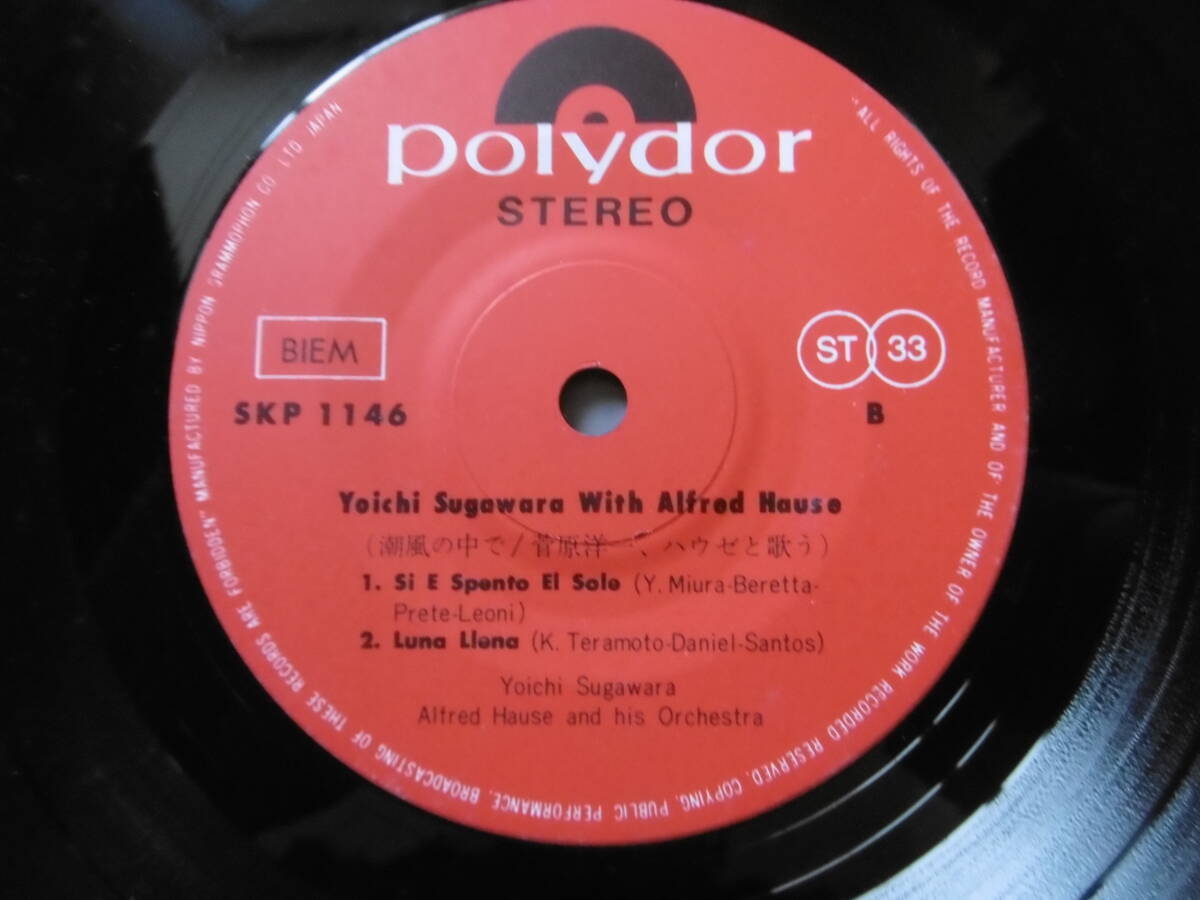 polydor
STEREO
BIEM
ST 33
SKP 1146
B
Yoichi Sugawara With Alfred Hause
(潮風の中で/菅原洋一、ハウゼと歌う)
1. Si E Spento El Sole (Y. Miura-Beretta-
Prete-Leoni)
2. Luna Llena (K. Teramoto-Daniel-Santos)
Yoichi Sugawara
Alfred Hause and his Orchestra
"ALL RIGHTS OF THE RECORD MANUFACTURER AND OF THE OWNER OF THE WORK RECORDED RESERVED. COPYING, PUBLIC PERFORMANCE, BROADCASTING OF THESE RECORDS ARE FORBIDDEN" MANUFACTURED BY NIPPON GRAMMOPHON CO. LTD JAPAN